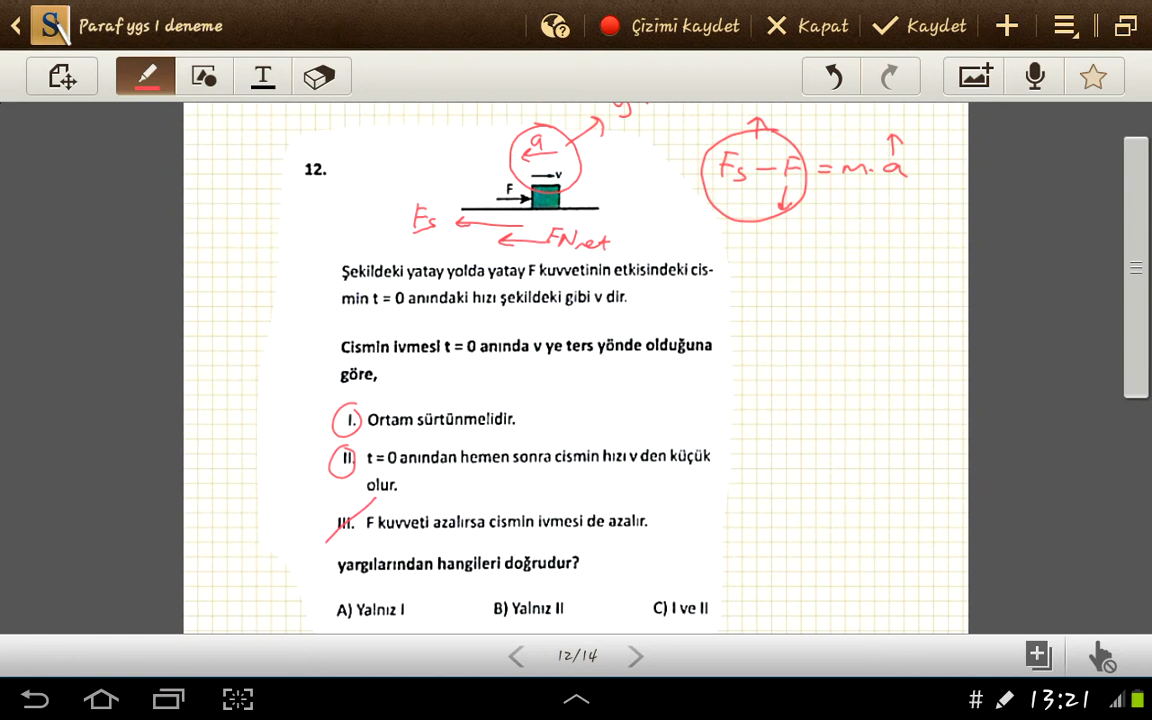 Paraf ygs 1 deneme
Çizimi kaydet
Kapat
Kaydet
T
12.
a
v
F
Fs
FNet
Fs - F = m. a
Şekildeki yatay yolda yatay F kuvvetinin etkisindeki cis-
min t = 0 anındaki hızı şekildeki gibi v dir.
Cismin ivmesi t = 0 anında v ye ters yönde olduğuna
göre,
I. Ortam sürtünmelidir.
II. t = 0 anından hemen sonra cismin hızı v den küçük
olur.
III. F kuvveti azalırsa cismin ivmesi de azalır.
yargılarından hangileri doğrudur?
A) Yalnız I B) Yalnız II C) I ve II
12/14
13:21